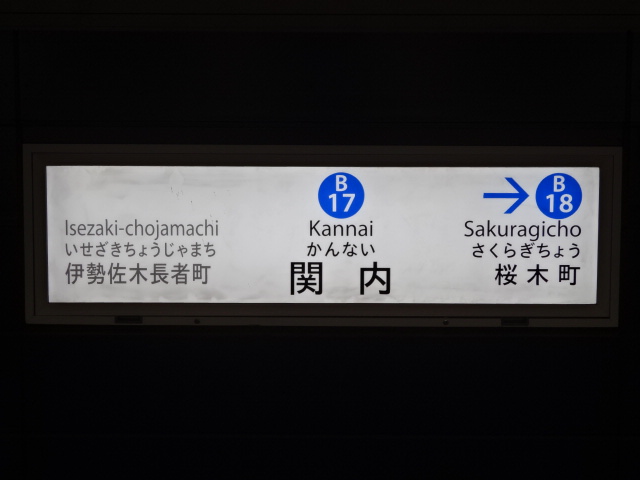 Isezaki-chojamachi
いせざきちょうじゃまち
伊勢佐木長者町
B
17
Kannai
かんない
関内
→ B
18
Sakuragicho
さくらぎちょう
桜木町